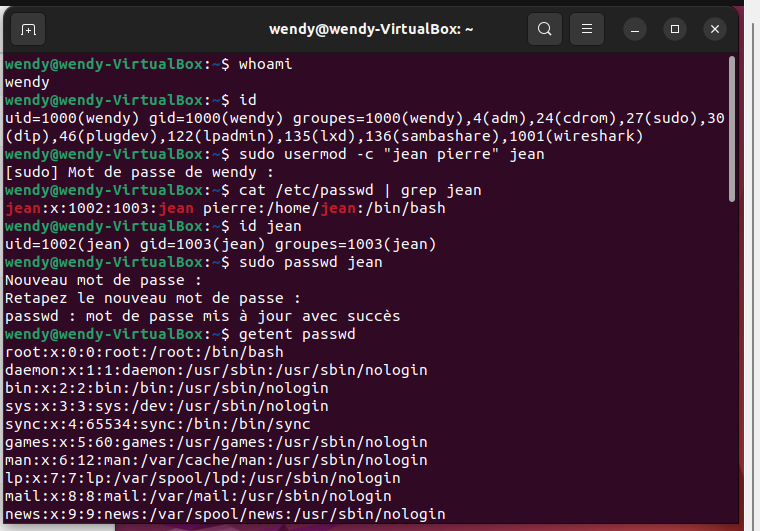 wendy@wendy-VirtualBox: ~
wendy@wendy-VirtualBox:~$ whoami
wendy
wendy@wendy-VirtualBox:~$ id
uid=1000(wendy) gid=1000(wendy) groupes=1000(wendy),4(adm),24(cdrom),27(sudo),30
(dip),46(plugdev),122(lpadmin),135(lxd),136(sambashare),1001(wireshark)
wendy@wendy-VirtualBox:~$ sudo usermod -c "jean pierre" jean
[sudo] Mot de passe de wendy :
wendy@wendy-VirtualBox:~$ cat /etc/passwd | grep jean
jean:x:1002:1003:jean pierre:/home/jean:/bin/bash
wendy@wendy-VirtualBox:~$ id jean
uid=1002(jean) gid=1003(jean) groupes=1003(jean)
wendy@wendy-VirtualBox:~$ sudo passwd jean
Nouveau mot de passe :
Retapez le nouveau mot de passe :
passwd : mot de passe mis à jour avec succès
wendy@wendy-VirtualBox:~$ getent passwd
root:x:0:0:root:/root:/bin/bash
daemon:x:1:1:daemon:/usr/sbin:/usr/sbin/nologin
bin:x:2:2:bin:/bin:/usr/sbin/nologin
sys:x:3:3:sys:/dev:/usr/sbin/nologin
sync:x:4:65534:sync:/bin:/bin/sync
games:x:5:60:games:/usr/games:/usr/sbin/nologin
man:x:6:12:man:/var/cache/man:/usr/sbin/nologin
lp:x:7:7:lp:/var/spool/lpd:/usr/sbin/nologin
mail:x:8:8:mail:/var/mail:/usr/sbin/nologin
news:x:9:9:news:/var/spool/news:/usr/sbin/nologin